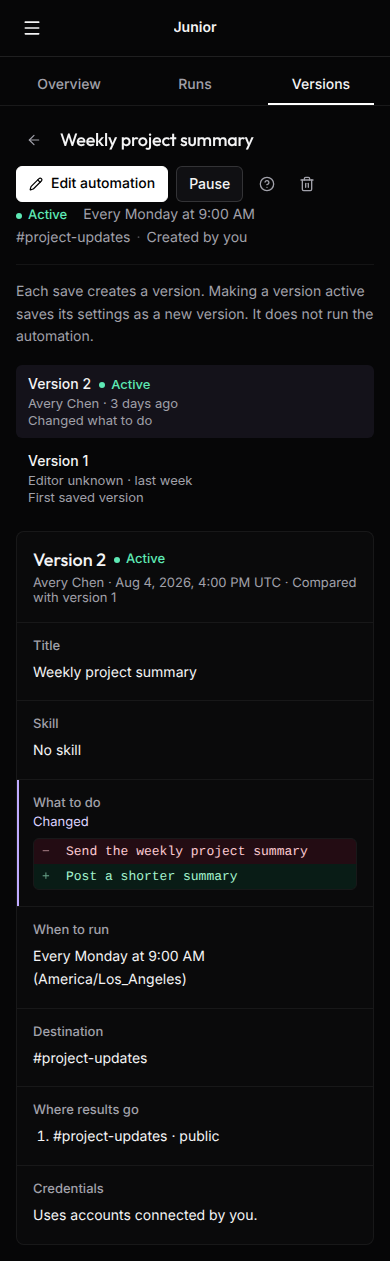 Junior
Overview
Runs
Versions
Weekly project summary
Edit automation
Pause
Active
Every Monday at 9:00 AM
#project-updates · Created by you
Each save creates a version. Making a version active
saves its settings as a new version. It does not run the
automation.
Version 2 Active
Avery Chen · 3 days ago
Changed what to do
Version 1
Editor unknown · last week
First saved version
Version 2 Active
Avery Chen · Aug 4, 2026, 4:00 PM UTC · Compared
with version 1
Title
Weekly project summary
Skill
No skill
What to do
Changed
− Send the weekly project summary
+ Post a shorter summary
When to run
Every Monday at 9:00 AM
(America/Los_Angeles)
Destination
#project-updates
Where results go
1. #project-updates · public
Credentials
Uses accounts connected by you.